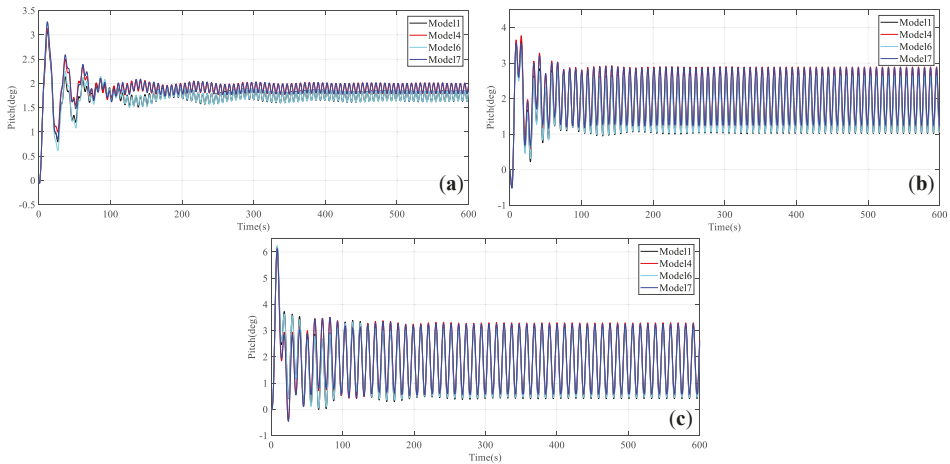 3.5
3
2.5
2
1.5
1
0.5
0
-0.5
Pitch(deg)
0 100 200 300 400 500 600
Time(s)
Model1
Model4
Model6
Model7
(a)
4
3
2
1
0
-1
Pitch(deg)
0 100 200 300 400 500 600
Time(s)
Model1
Model4
Model6
Model7
(b)
6
5
4
3
2
1
0
-1
Pitch(deg)
0 100 200 300 400 500 600
Time(s)
Model1
Model4
Model6
Model7
(c)